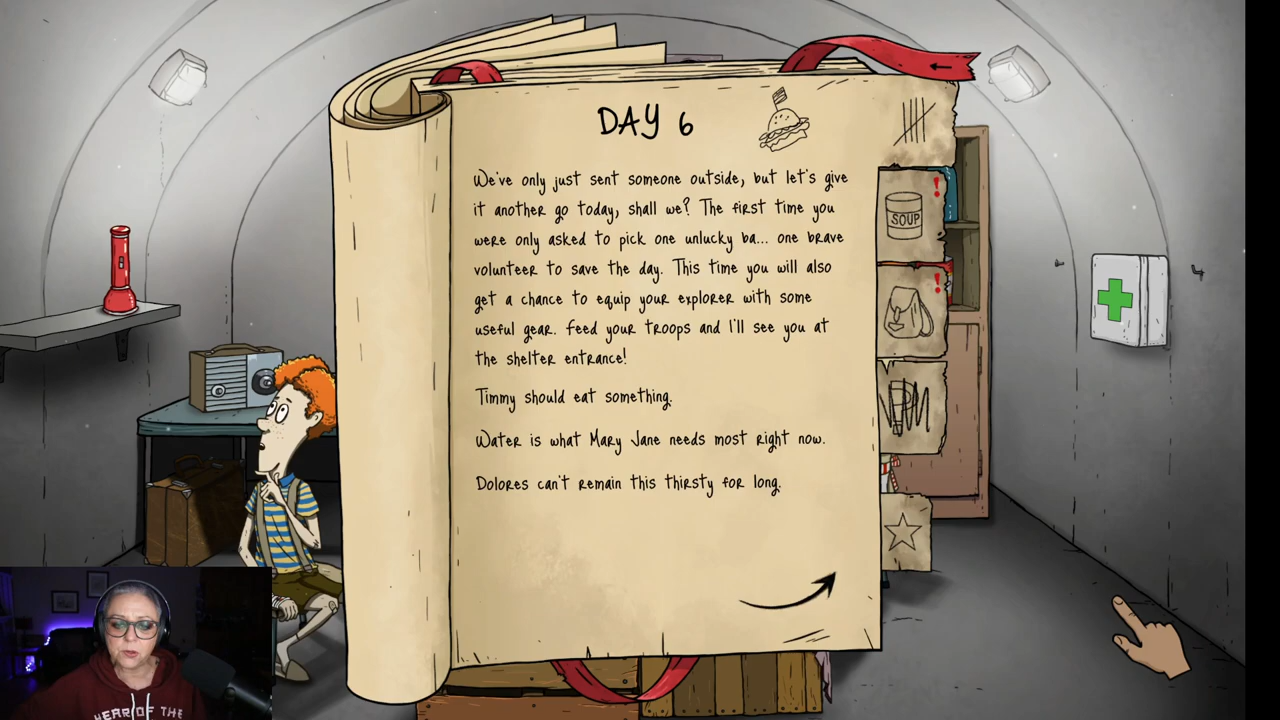 DAY 6
We've only just sent someone outside, but let's give
it another go today, shall we? The first time you
were only asked to pick one unlucky ba... one brave
volunteer to save the day. This time you will also
get a chance to equip your explorer with some
useful gear. Feed your troops and I'll see you at
the shelter entrance!
Timmy should eat something.
Water is what Mary Jane needs most right now.
Dolores can't remain this thirsty for long.
!
SOUP
!